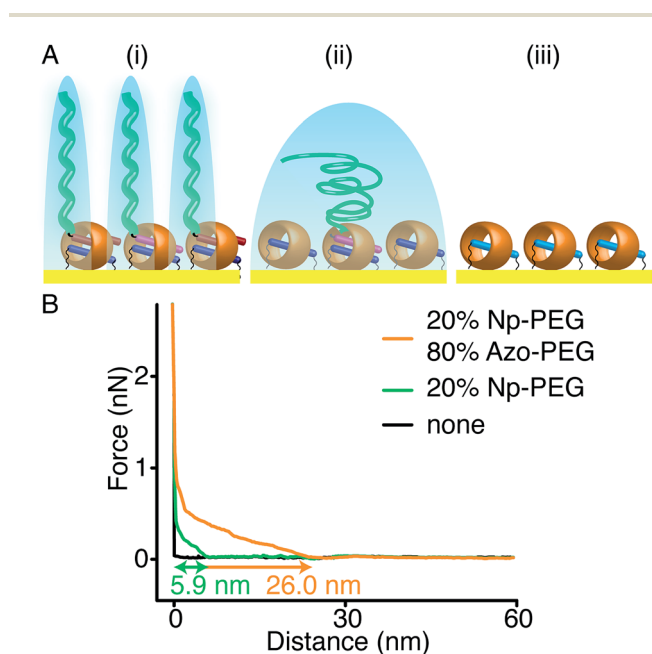 A (i) (ii) (iii)
B
20% Np-PEG
80% Azo-PEG
20% Np-PEG
none
Force (nN)
2
1
0
5.9 nm 26.0 nm
0 30 60
Distance (nm)